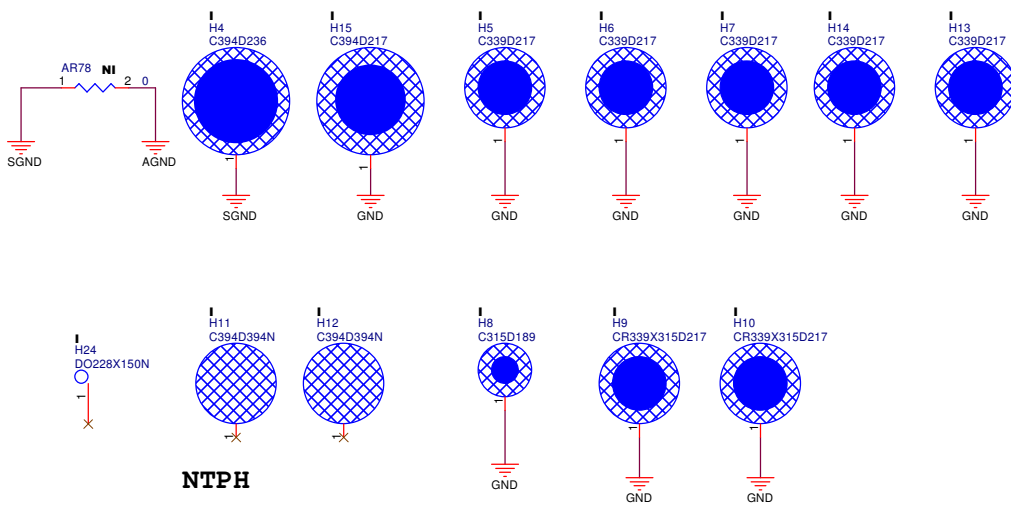 I
H4
C394D236
1
SGND
I
H15
C394D217
1
GND
I
H5
C339D217
1
GND
I
H6
C339D217
1
GND
I
H7
C339D217
1
GND
I
H14
C339D217
1
GND
I
H13
C339D217
1
GND
AR78 NI
1 2 0
SGND AGND
I
H24
DO228X150N
1
I
H11
C394D394N
1
I
H12
C394D394N
1
NTPH
I
H8
C315D189
1
GND
I
H9
CR339X315D217
1
GND
I
H10
CR339X315D217
1
GND